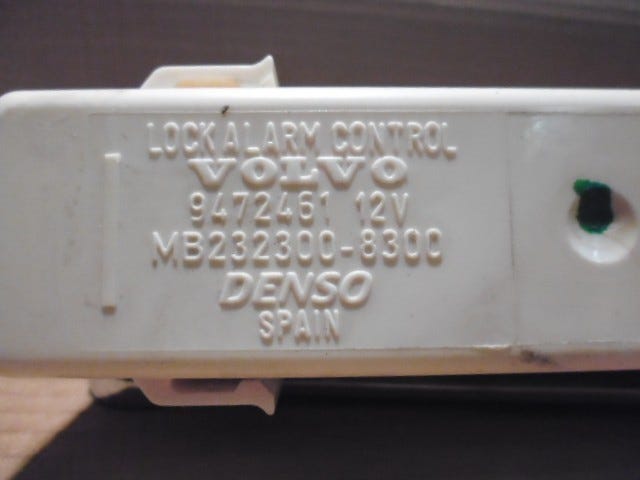 LOCK ALARM CONTROL
VOLVO
9472461 12V
MB232300-8300
DENSO
SPAIN